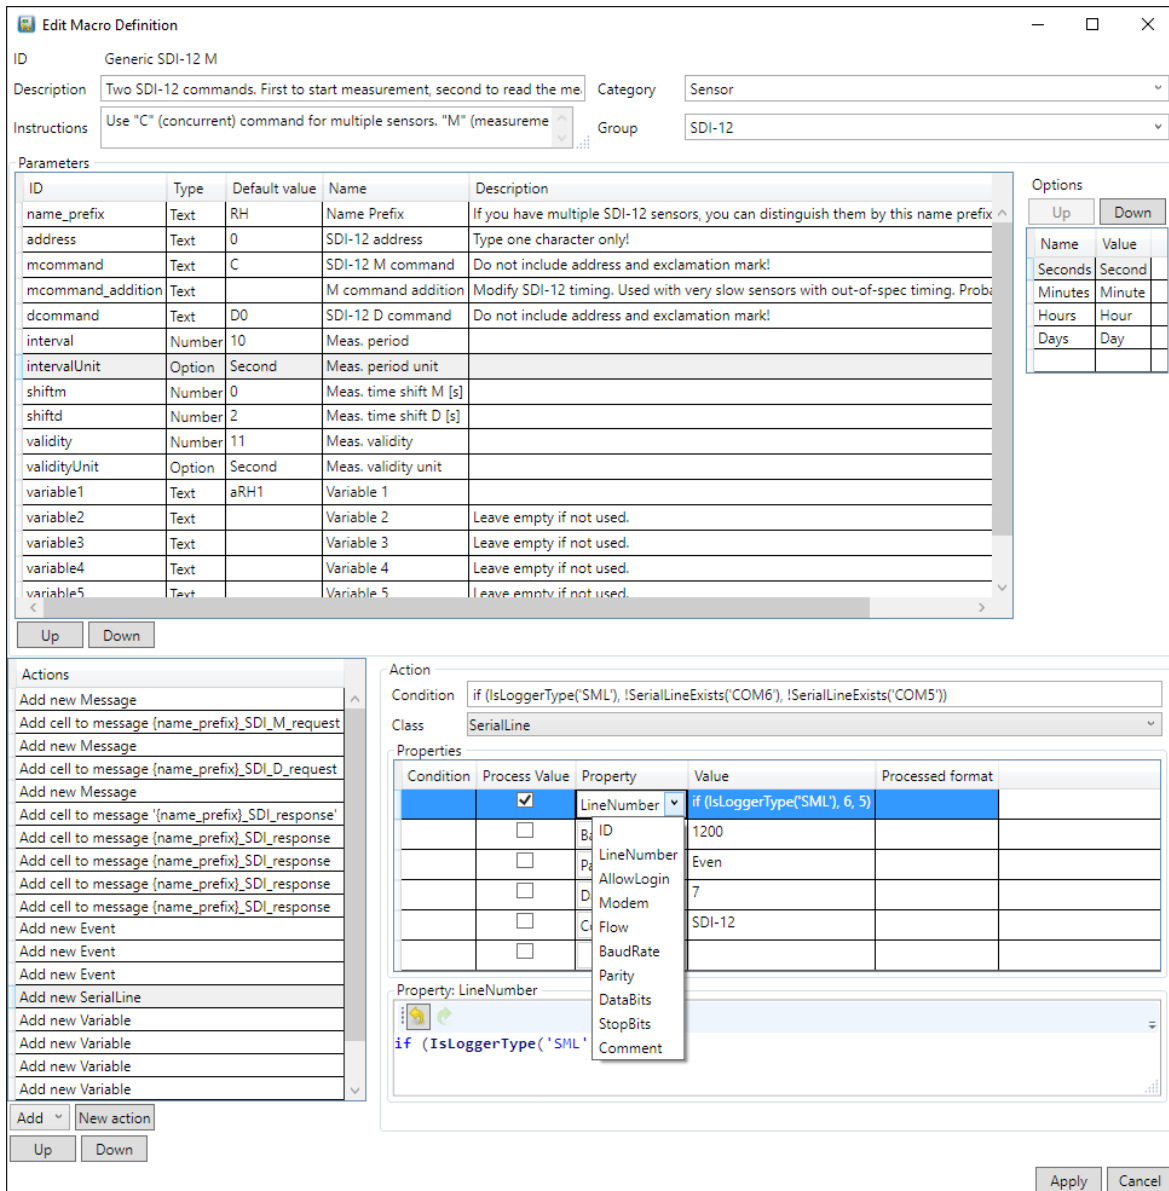 Edit Macro Definition
ID Generic SDI-12 M
Description Two SDI-12 commands. First to start measurement, second to read the me Category Sensor
Instructions Use "C" (concurrent) command for multiple sensors. "M" (measureme Group SDI-12
Parameters
ID Type Default value Name Description
name_prefix Text RH Name Prefix If you have multiple SDI-12 sensors, you can distinguish them by this name prefix
address Text 0 SDI-12 address Type one character only!
mcommand Text C SDI-12 M command Do not include address and exclamation mark!
mcommand_addition Text M command addition Modify SDI-12 timing. Used with very slow sensors with out-of-spec timing. Proba
dcommand Text D0 SDI-12 D command Do not include address and exclamation mark!
interval Number 10 Meas. period
intervalUnit Option Second Meas. period unit
shiftm Number 0 Meas. time shift M [s]
shiftd Number 2 Meas. time shift D [s]
validity Number 11 Meas. validity
validityUnit Option Second Meas. validity unit
variable1 Text aRH1 Variable 1
variable2 Text Variable 2 Leave empty if not used.
variable3 Text Variable 3 Leave empty if not used.
variable4 Text Variable 4 Leave empty if not used.
variable5 Text Variable 5 Leave empty if not used.
Up Down
Options
Up Down
Name Value
Seconds Second
Minutes Minute
Hours Hour
Days Day
Actions
Add new Message
Add cell to message {name_prefix}_SDI_M_request
Add new Message
Add cell to message {name_prefix}_SDI_D_request
Add new Message
Add cell to message '{name_prefix}_SDI_response'
Add cell to message {name_prefix}_SDI_response
Add cell to message {name_prefix}_SDI_response
Add cell to message {name_prefix}_SDI_response
Add cell to message {name_prefix}_SDI_response
Add new Event
Add new Event
Add new Event
Add new SerialLine
Add new Variable
Add new Variable
Add new Variable
Add new Variable
Add New action
Up Down
Action
Condition if (IsLoggerType('SML'), !SerialLineExists('COM6'), !SerialLineExists('COM5'))
Class SerialLine
Properties
Condition Process Value Property Value Processed format
LineNumber if (IsLoggerType('SML'), 6, 5)
Ba 1200
Pa Even
D 7
Co SDI-12
ID
LineNumber
AllowLogin
Modem
Flow
BaudRate
Parity
DataBits
StopBits
Comment
Property: LineNumber
if (IsLoggerType('SML'
Apply Cancel